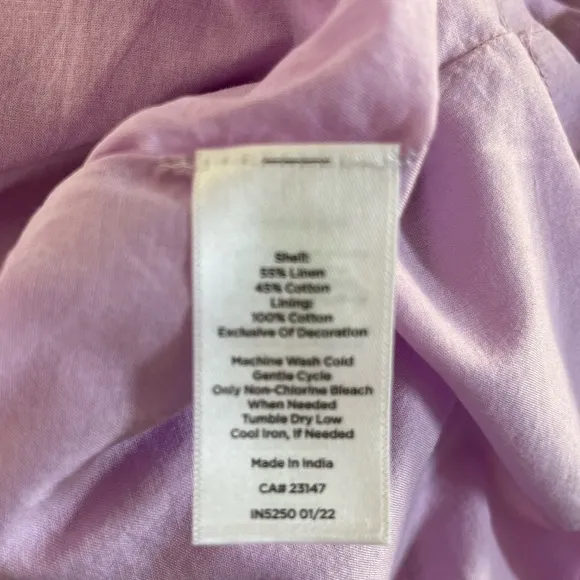 Shell:
55% Linen
45% Cotton
Lining:
100% Cotton
Exclusive Of Decoration
Machine Wash Cold
Gentle Cycle
Only Non-Chlorine Bleach
When Needed
Tumble Dry Low
Cool Iron, If Needed
Made In India
CA# 23147
IN5250 01/22